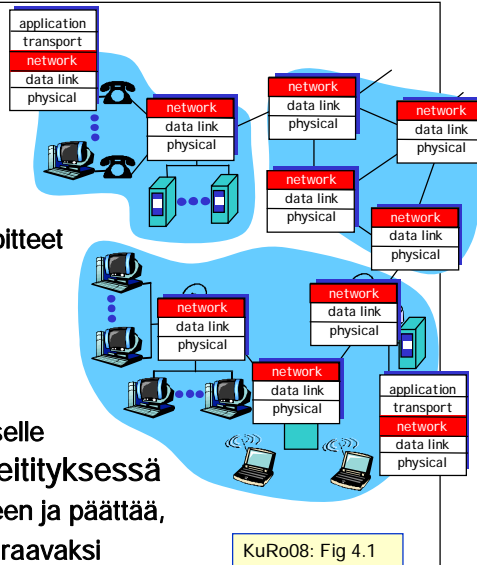 application
transport
network
data link
physical
network
data link
physical
network
data link
physical
network
data link
physical
network
data link
physical
network
data link
physical
oitteet
network
data link
physical
network
data link
physical
network
data link
physical
application
transport
network
data link
physical
selle
eitityksessä
een ja päättää,
raavaksi
KuRo08: Fig 4.1